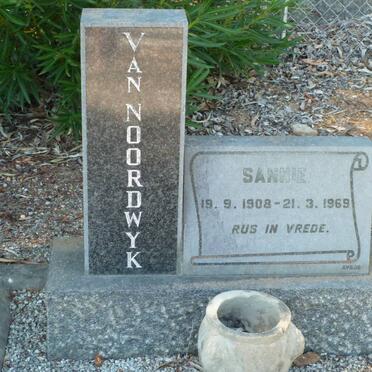 VAN NOORDWYK
SANNIE
19. 9. 1908 - 21. 3. 1969
RUS IN VREDE.